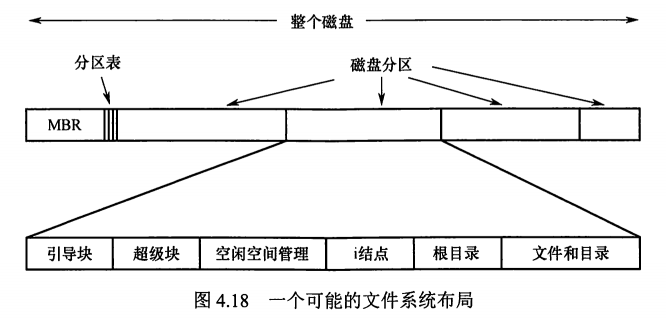 整个磁盘
分区表
磁盘分区
MBR
引导块 超级块 空闲空间管理 i结点 根目录 文件和目录
图 4.18 一个可能的文件系统布局